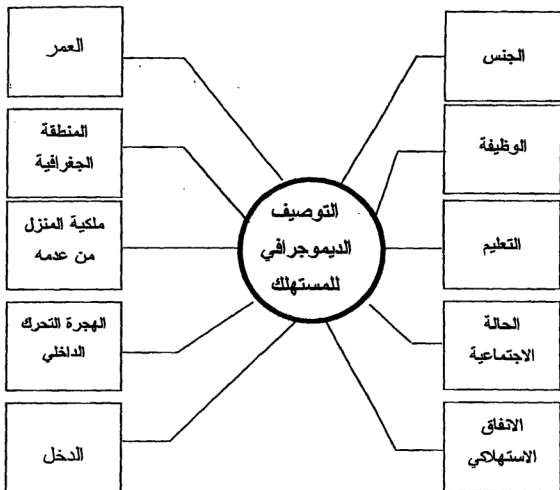 الجنس
الوظيفة
التعليم
الحالة
الاجتماعية
الانفاق
الاستهلاكي
التوصيف
الديموجرافي
للمستهلك
العمر
المنطقة
الجغرافية
ملكية المنزل
من عدمه
الهجرة التحرك
الداخلي
الدخل